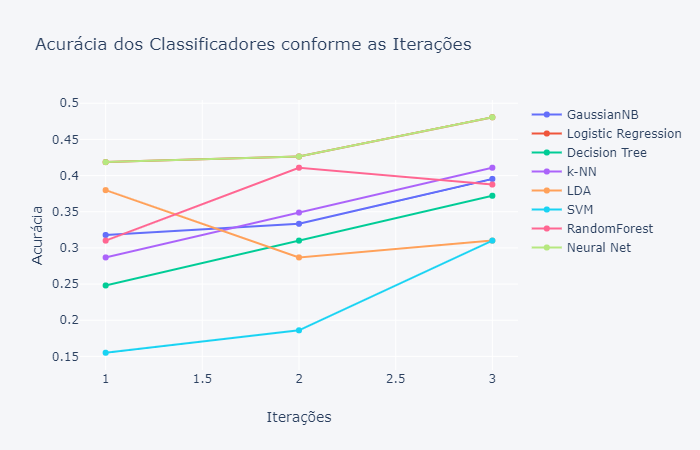 Acurácia dos Classificadores conforme as Iterações
0.5
0.45
0.4
0.35
0.3
0.25
0.2
0.15
Acurácia
1
1.5
2
2.5
3
Iterações
GaussianNB
Logistic Regression
Decision Tree
k-NN
LDA
SVM
RandomForest
Neural Net